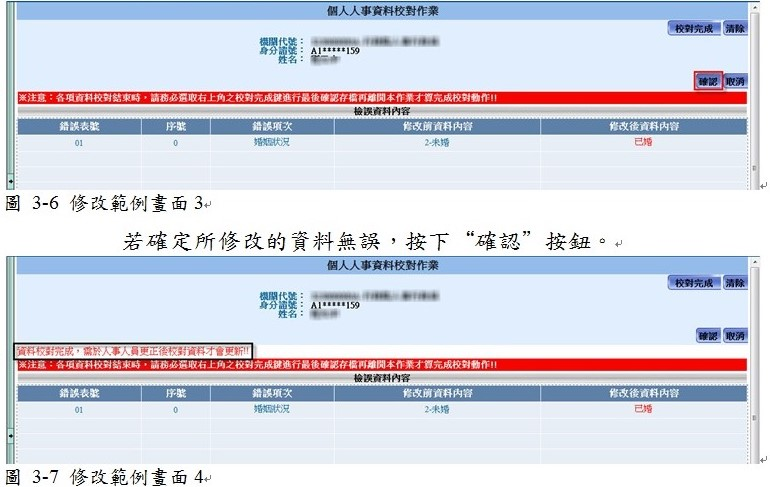 個人人事資料校對作業
校對完成 清除
機關代號：
身分證號： A1*****159
姓名：
確認 取消
※注意：各項資料校對結束時，請務必選取右上角之校對完成鍵進行最後確認存檔再離開本作業才算完成校對動作!!
檢誤資料內容
錯誤表號 序號 錯誤項次 修改前資料內容 修改後資料內容
01 0 婚姻狀況 2-未婚 已婚
圖 3-6 修改範例畫面3
若確定所修改的資料無誤，按下“確認”按鈕。
個人人事資料校對作業
校對完成 清除
機關代號：
身分證號： A1*****159
姓名：
確認 取消
資料校對完成，需於人事人員更正後校對資料才會更新!!
※注意：各項資料校對結束時，請務必選取右上角之校對完成鍵進行最後確認存檔再離開本作業才算完成校對動作!!
檢誤資料內容
錯誤表號 序號 錯誤項次 修改前資料內容 修改後資料內容
01 0 婚姻狀況 2-未婚 已婚
圖 3-7 修改範例畫面4